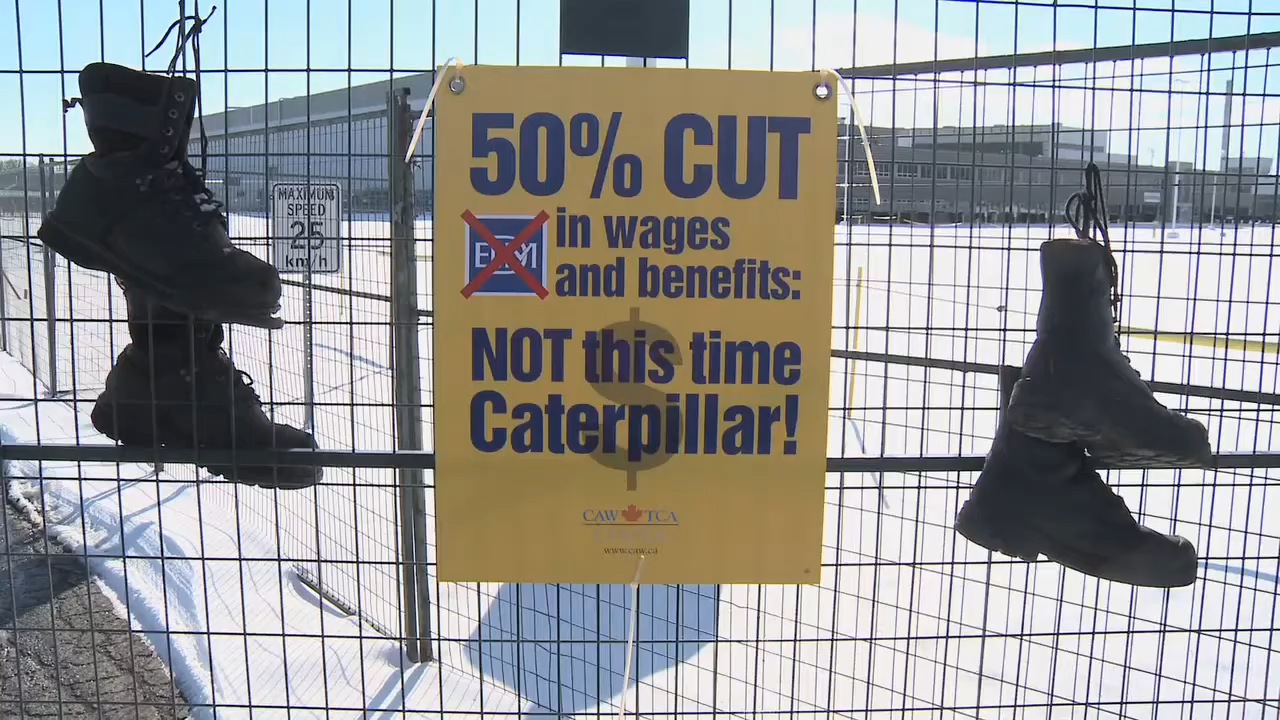 MAXIMUM
SPEED
25
km/h
50% CUT
in wages
and benefits:
NOT this time
Caterpillar!
$
CAW TCA
CANADA
www.caw.ca